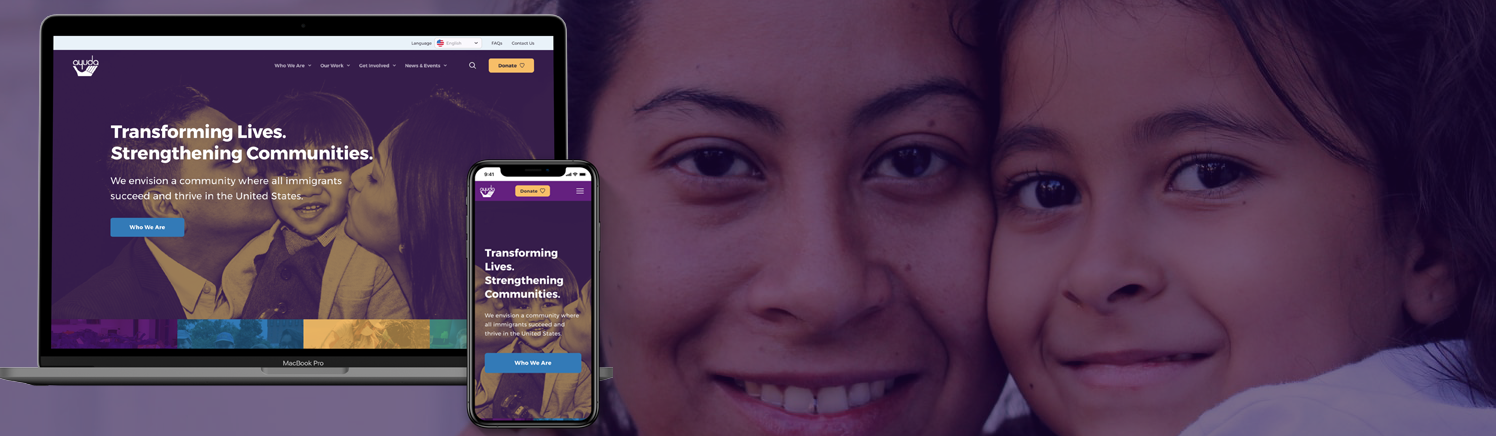 Language English FAQs Contact Us
ayuda
Who We Are Our Work Get Involved News & Events Donate
Transforming Lives.
Strengthening Communities.
We envision a community where all immigrants
succeed and thrive in the United States.
Who We Are
MacBook Pro
9:41
ayuda Donate
Transforming
Lives.
Strengthening
Communities.
We envision a community where
all immigrants succeed and
thrive in the United States.
Who We Are